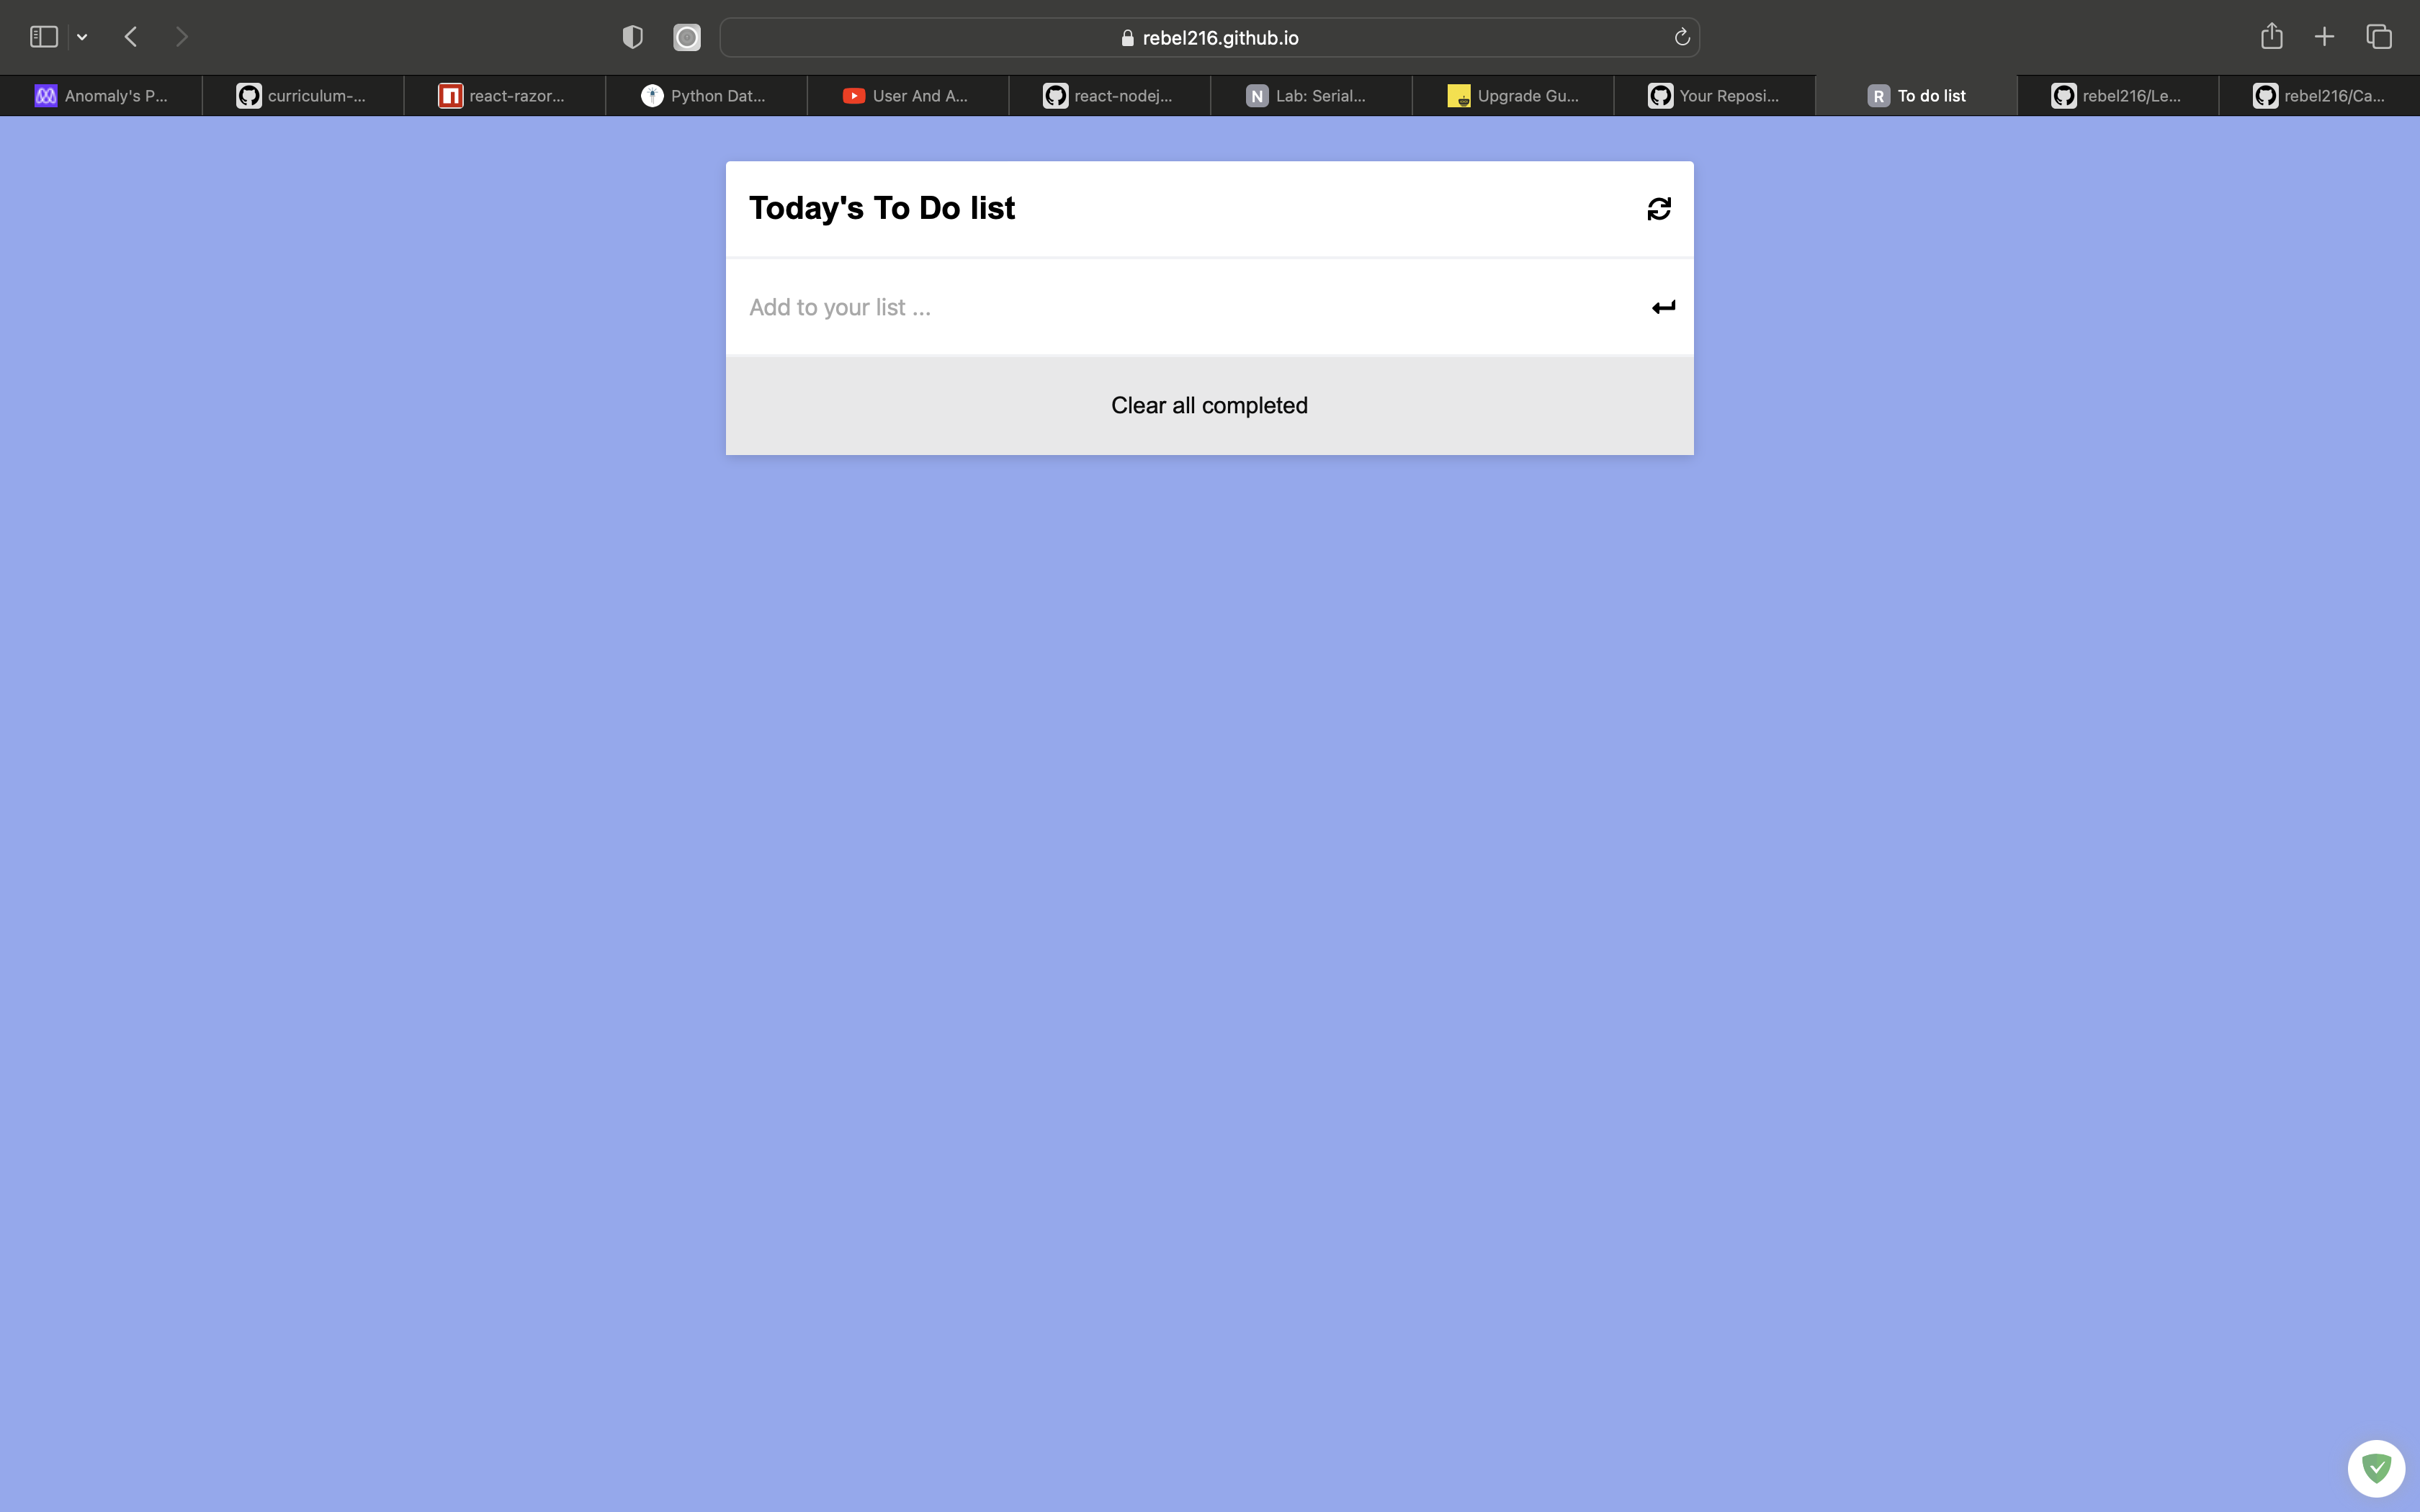 rebel216.github.io
Anomaly's P...
curriculum-...
react-razor...
Python Dat...
User And A...
react-nodej...
N Lab: Serial...
Upgrade Gu...
Your Reposi...
R To do list
rebel216/Le...
rebel216/Ca...
Today's To Do list
Add to your list ...
Clear all completed